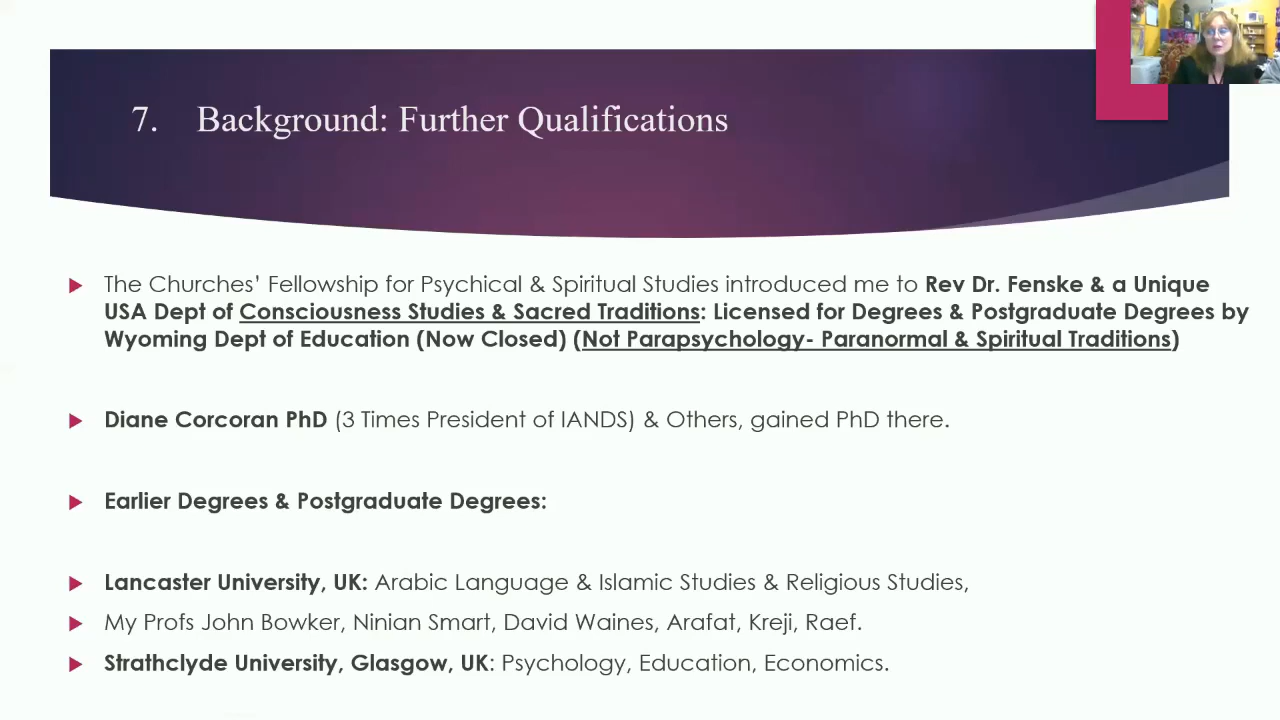 7. Background: Further Qualifications
The Churches’ Fellowship for Psychical & Spiritual Studies introduced me to Rev Dr. Fenske & a Unique
USA Dept of Consciousness Studies & Sacred Traditions: Licensed for Degrees & Postgraduate Degrees by
Wyoming Dept of Education (Now Closed) (Not Parapsychology- Paranormal & Spiritual Traditions)
Diane Corcoran PhD (3 Times President of IANDS) & Others, gained PhD there.
Earlier Degrees & Postgraduate Degrees:
Lancaster University, UK: Arabic Language & Islamic Studies & Religious Studies,
My Profs John Bowker, Ninian Smart, David Waines, Arafat, Kreji, Raef.
Strathclyde University, Glasgow, UK: Psychology, Education, Economics.